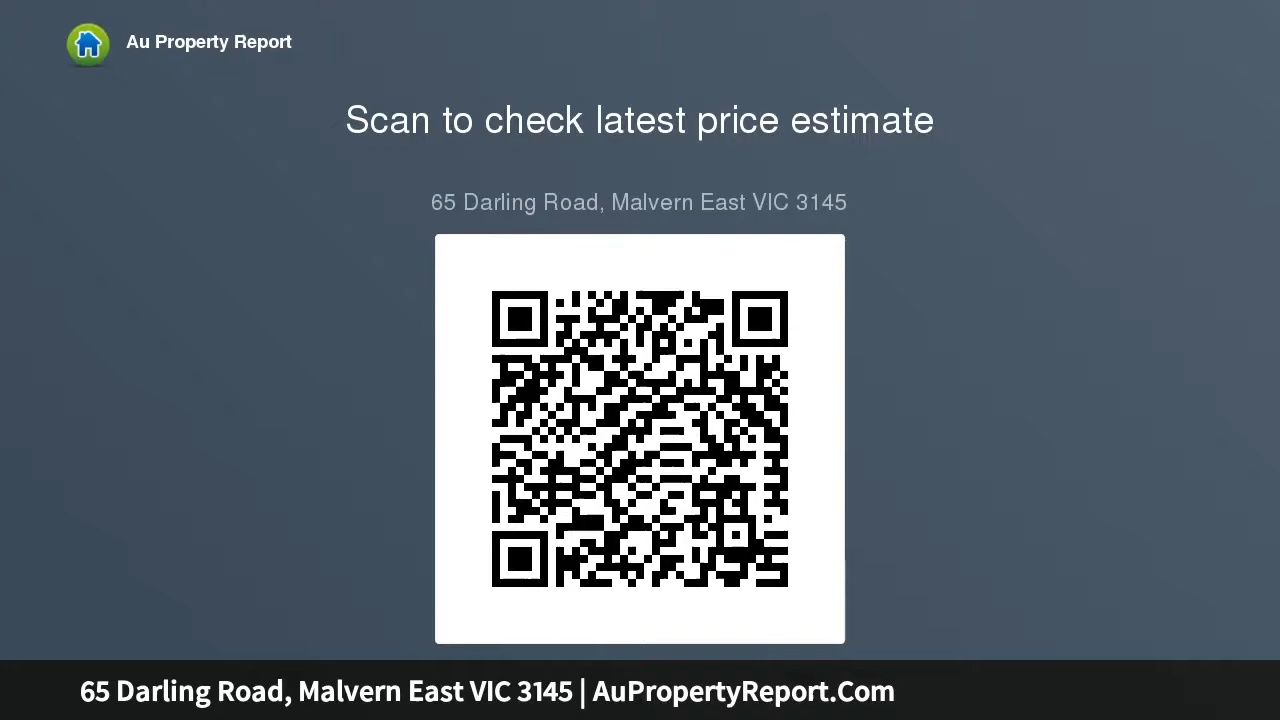 Au Property Report
Scan to check latest price estimate
65 Darling Road, Malvern East VIC 3145
65 Darling Road, Malvern East VIC 3145 | AuPropertyReport.Com